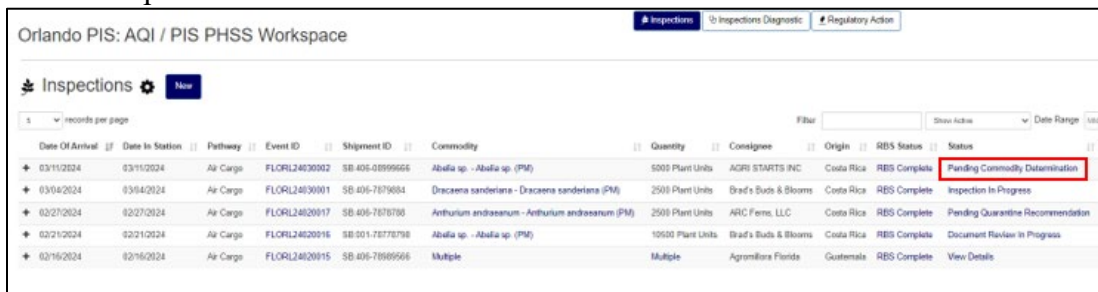 Inspections Inspections Diagnostic Regulatory Action
Orlando PIS: AQI / PIS PHSS Workspace
Inspections New
5 records per page Filter Show Active Date Range
Date Of Arrival Date In Station Pathway Event ID Shipment ID Commodity Quantity Consignee Origin RBS Status Status
+ 03/11/2024 03/11/2024 Air Cargo FLORL24030002 SB:406-08999666 Abelia sp. - Abelia sp. (PM) 5000 Plant Units AGRI STARTS INC Costa Rica RBS Complete Pending Commodity Determination
+ 03/04/2024 03/04/2024 Air Cargo FLORL24030001 SB:406-7879884 Dracaena sanderiana - Dracaena sanderiana (PM) 2500 Plant Units Brad's Buds & Blooms Costa Rica RBS Complete Inspection In Progress
+ 02/27/2024 02/27/2024 Air Cargo FLORL24020017 SB:406-7878788 Anthurium andraeanum - Anthurium andraeanum (PM) 2500 Plant Units ARC Ferns, LLC Costa Rica RBS Complete Pending Quarantine Recommendation
+ 02/21/2024 02/21/2024 Air Cargo FLORL24020016 SB:001-78778798 Abelia sp. - Abelia sp. (PM) 10500 Plant Units Brad's Buds & Blooms Costa Rica RBS Complete Document Review In Progress
+ 02/16/2024 02/16/2024 Air Cargo FLORL24020015 SB:406-78989566 Multiple Multiple Agromillora Florida Guatemala RBS Complete View Details